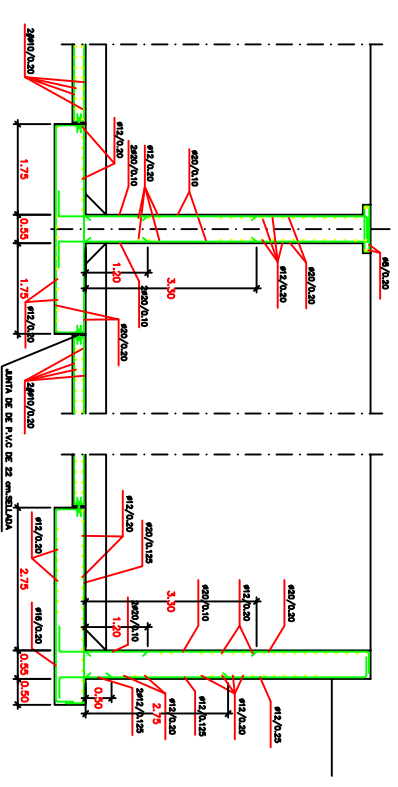 2ø10/0.20
1.75
0.55
1.75
ø12/0.20
2ø20/0.10
ø12/0.20
ø20/0.10
ø12/0.20
ø20/0.20
ø6/0.20
1.20
3.30
2ø20/0.10
ø12/0.20
ø20/0.20
2ø10/0.20
JUNTA DE DE P.V.C DE 22 cm.SELLADA
ø12/0.20
ø20/0.125
ø12/0.20
2.75
ø16/0.20
0.55
0.50
3.30
1.20
2ø20/0.10
ø20/0.10
ø12/0.20
ø20/0.20
0.50
2.75
2ø12/0.125
ø12/0.20
ø12/0.125
ø12/0.20
ø12/0.25